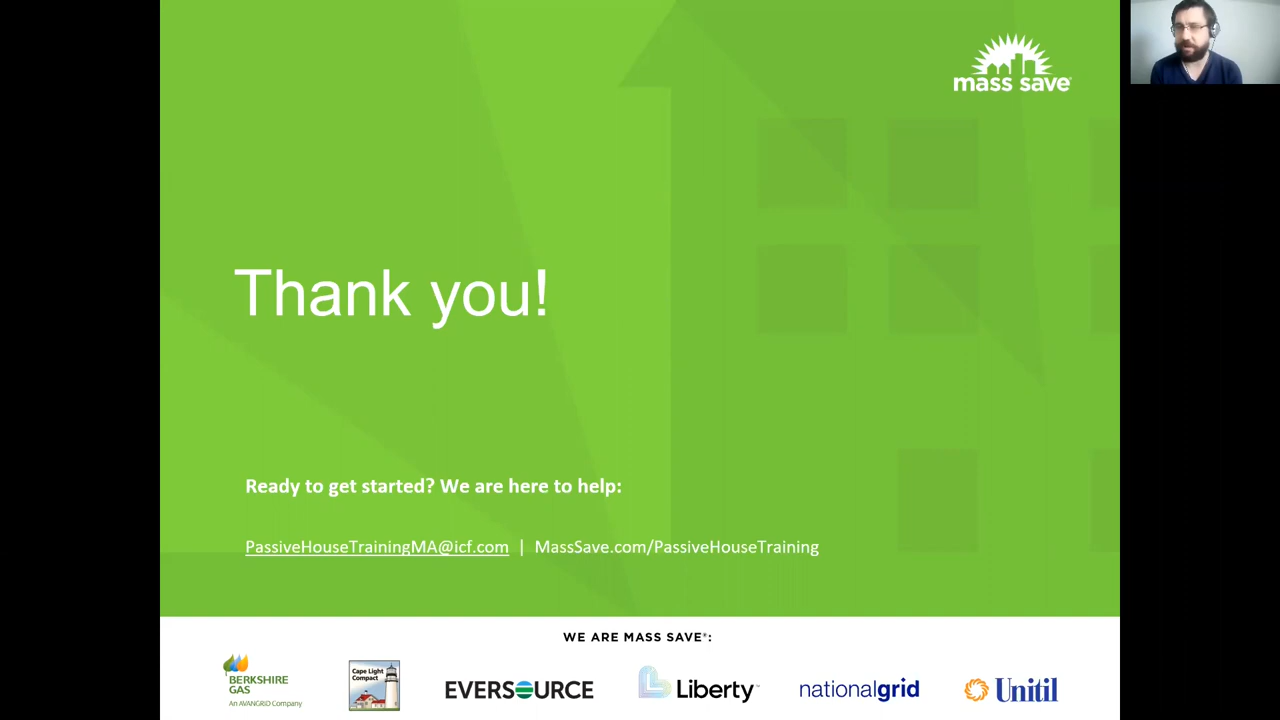 mass save®
Thank you!
Ready to get started? We are here to help:
PassiveHouseTrainingMA@icf.com | MassSave.com/PassiveHouseTraining
WE ARE MASS SAVE®:
BERKSHIRE
GAS
An AVANGRID Company
Cape Light
Compact
EVERSOURCE
Liberty™
nationalgrid
Unitil